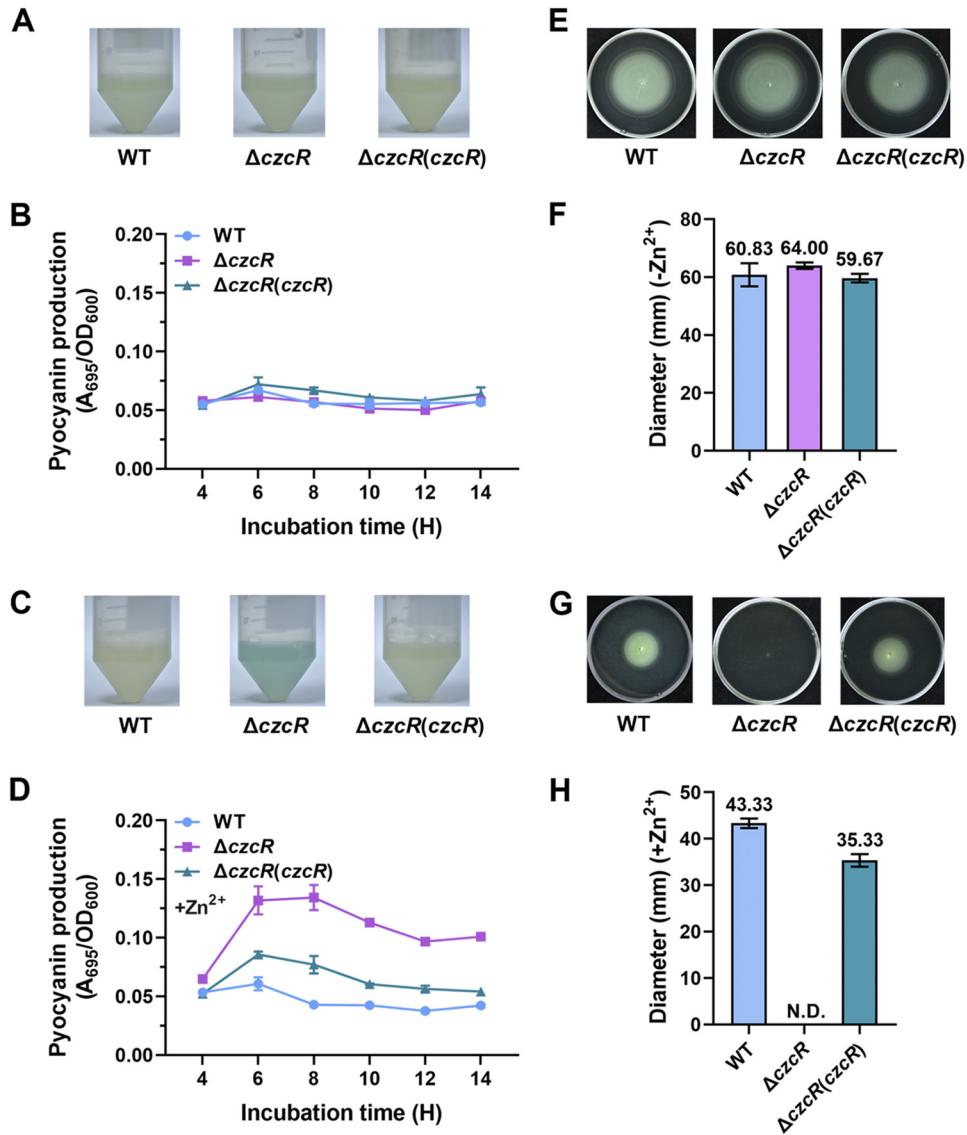 A
WT
ΔczcR
ΔczcR(czcR)
B
Pyocyanin production
(A695/OD600)
0.20
0.15
0.10
0.05
0.00
WT
ΔczcR
ΔczcR(czcR)
4 6 8 10 12 14
Incubation time (H)
C
WT
ΔczcR
ΔczcR(czcR)
D
Pyocyanin production
(A695/OD600)
0.20
0.15
0.10
0.05
0.00
WT
ΔczcR
ΔczcR(czcR)
+Zn2+
4 6 8 10 12 14
Incubation time (H)
E
WT
ΔczcR
ΔczcR(czcR)
F
Diameter (mm) (-Zn2+)
80
60
40
20
0
60.83
64.00
59.67
WT
ΔczcR
ΔczcR(czcR)
G
WT
ΔczcR
ΔczcR(czcR)
H
Diameter (mm) (+Zn2+)
50
40
30
20
10
0
43.33
N.D.
35.33
WT
ΔczcR
ΔczcR(czcR)